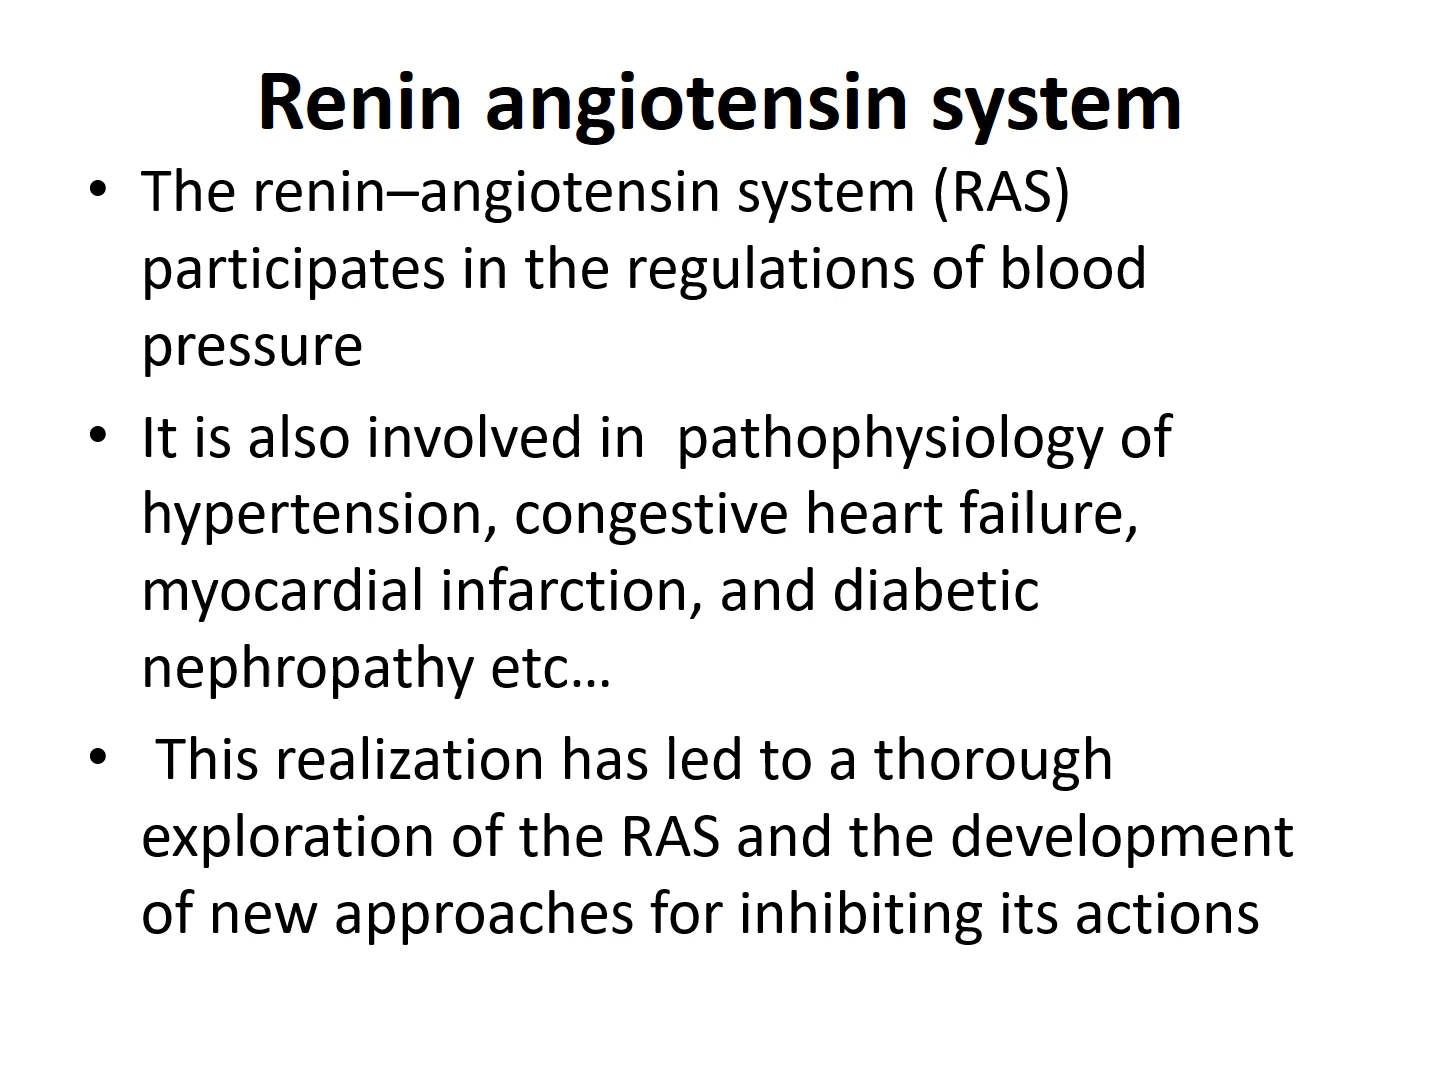 Renin angiotensin system
• The renin–angiotensin system (RAS)
participates in the regulations of blood
pressure
• It is also involved in  pathophysiology of
hypertension, congestive heart failure,
myocardial infarction, and diabetic
nephropathy etc…
•  This realization has led to a thorough
exploration of the RAS and the development
of new approaches for inhibiting its actions